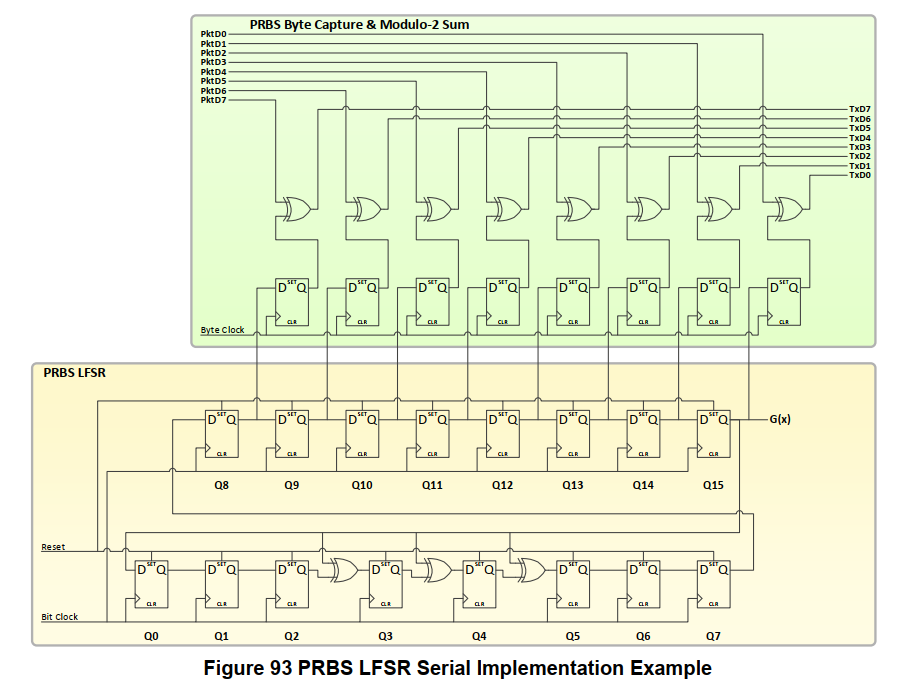 PRBS Byte Capture & Modulo-2 Sum
PktD0
PktD1
PktD2
PktD3
PktD4
PktD5
PktD6
PktD7
TxD7
TxD6
TxD5
TxD4
TxD3
TxD2
TxD1
TxD0
D SET Q D SET Q D SET Q D SET Q D SET Q D SET Q D SET Q D SET Q
CLR CLR CLR CLR CLR CLR CLR CLR
Byte Clock
PRBS LFSR
D SET Q D SET Q D SET Q D SET Q D SET Q D SET Q D SET Q D SET Q G(x)
CLR CLR CLR CLR CLR CLR CLR CLR
Q8 Q9 Q10 Q11 Q12 Q13 Q14 Q15
Reset
D SET Q D SET Q D SET Q D SET Q D SET Q D SET Q D SET Q D SET Q
CLR CLR CLR CLR CLR CLR CLR CLR
Bit Clock
Q0 Q1 Q2 Q3 Q4 Q5 Q6 Q7
Figure 93 PRBS LFSR Serial Implementation Example